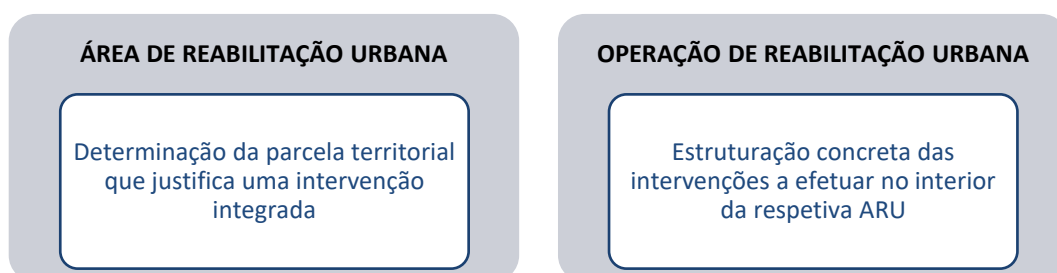 ÁREA DE REABILITAÇÃO URBANA
Determinação da parcela territorial
que justifica uma intervenção
integrada
OPERAÇÃO DE REABILITAÇÃO URBANA
Estruturação concreta das
intervenções a efetuar no interior
da respetiva ARU